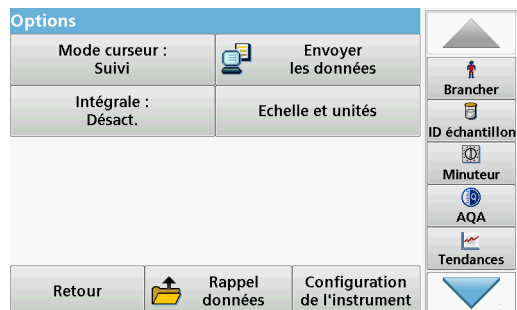 Options
Mode curseur :
Suivi
Envoyer
les données
Intégrale :
Désact.
Echelle et unités
Retour
Rappel
données
Configuration
de l'instrument
Brancher
ID échantillon
Minuteur
AQA
Tendances